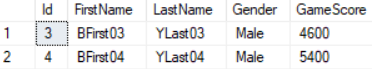 Id FirstName LastName Gender GameScore
1 3 BFirst03 YLast03 Male 4600
2 4 BFirst04 YLast04 Male 5400